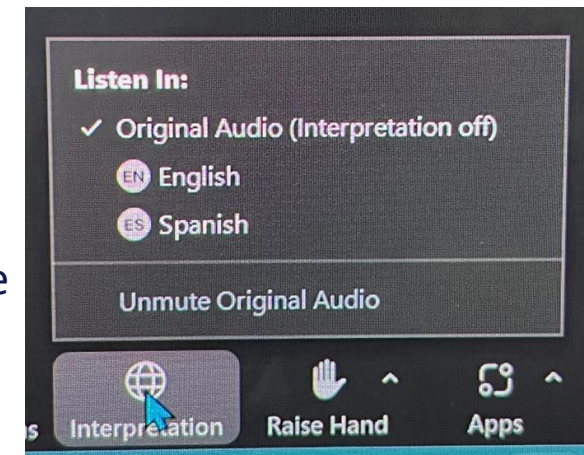 Listen In:
✓ Original Audio (Interpretation off)
EN English
ES Spanish
Unmute Original Audio
Interpretation
Raise Hand
Apps